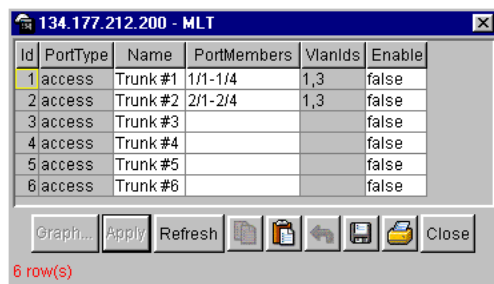 134.177.212.200 - MLT
Id PortType Name PortMembers VlanIds Enable
1 access Trunk #1 1/1-1/4 1,3 false
2 access Trunk #2 2/1-2/4 1,3 false
3 access Trunk #3 false
4 access Trunk #4 false
5 access Trunk #5 false
6 access Trunk #6 false
Graph... Apply Refresh Close
6 row(s)